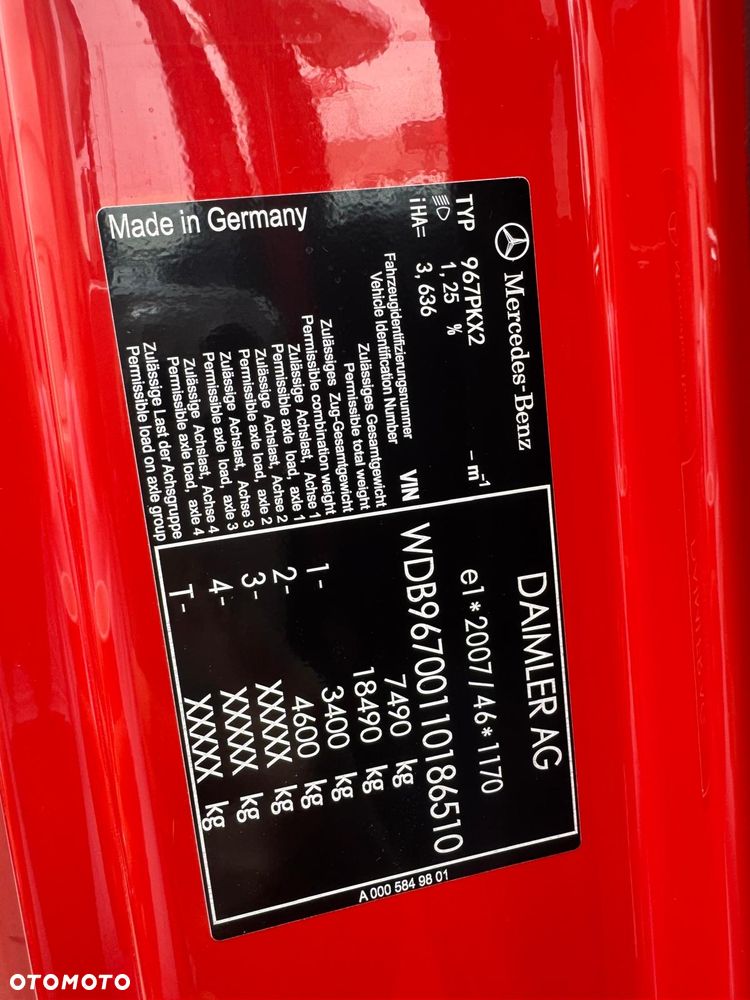 Mercedes-Benz
TYP 967PKX2
1, 25 % – m⁻¹
iHA= 3, 636
DAIMLER AG
e1*2007/46*1170
Fahrzeugidentifizierungsnummer
Vehicle Identification Number VIN WDB9670011O186510
Zulässiges Gesamtgewicht
Permissible total weight 7490 kg
Zulässiges Zug-Gesamtgewicht
Permissible combination weight 18490 kg
Zulässige Achslast, Achse 1
Permissible axle load, axle 1 1- 3400 kg
Zulässige Achslast, Achse 2
Permissible axle load, axle 2 2- 4600 kg
Zulässige Achslast, Achse 3
Permissible axle load, axle 3 3- XXXXX kg
Zulässige Achslast, Achse 4
Permissible axle load, axle 4 4- XXXXX kg
Zulässige Last der Achsgruppe
Permissible load on axle group T- XXXXX kg
Made in Germany
A 000 584 98 01
OTOMOTO